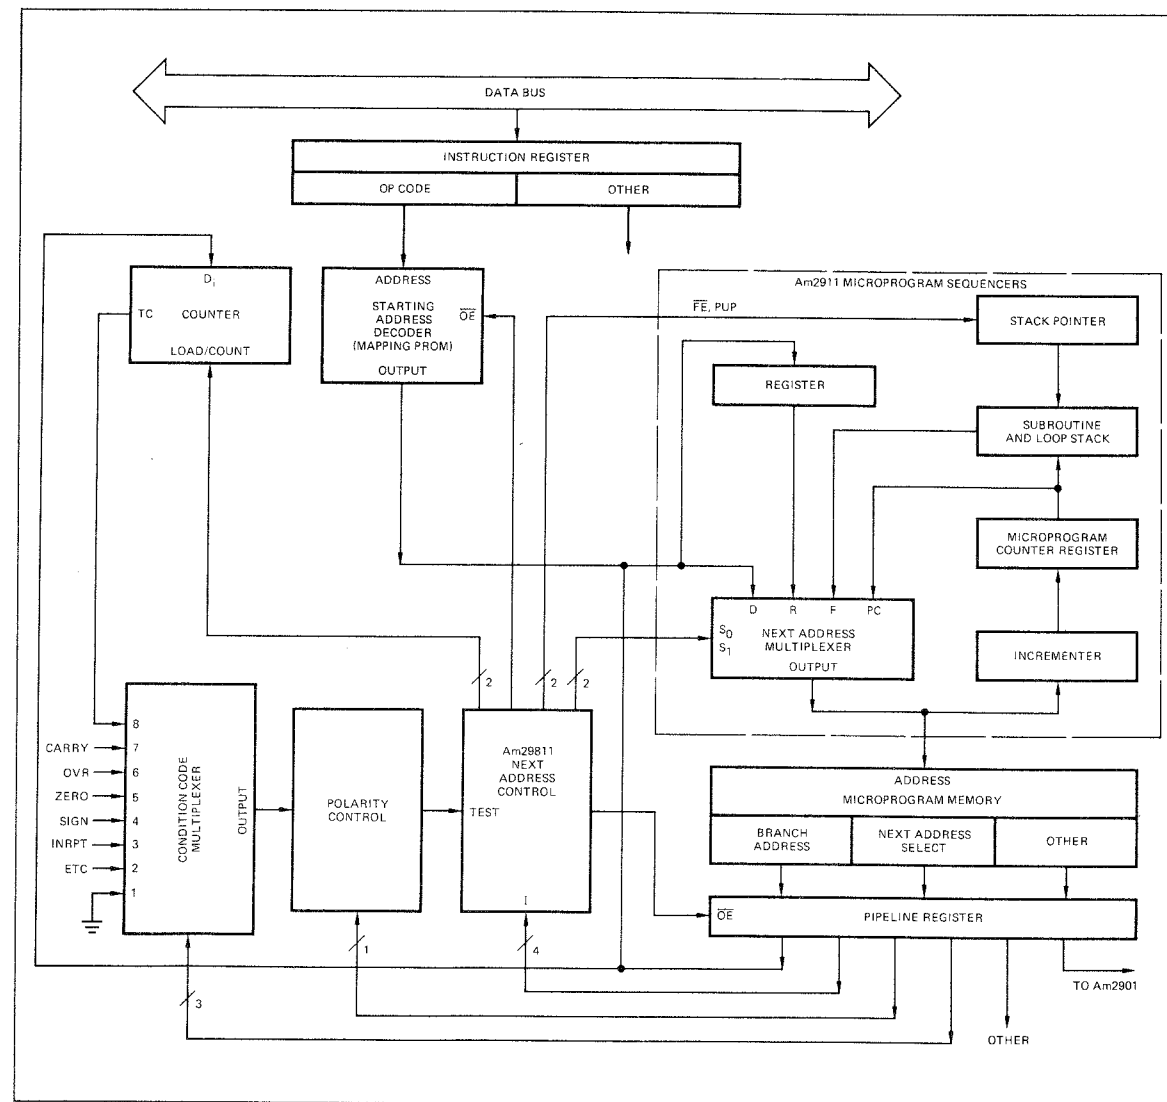 DATA BUS
INSTRUCTION REGISTER
OP CODE
OTHER
Di
TC
COUNTER
LOAD/COUNT
ADDRESS
STARTING
ADDRESS
DECODER
(MAPPING PROM)
OE
OUTPUT
Am2911 MICROPROGRAM SEQUENCERS
FE, PUP
STACK POINTER
REGISTER
SUBROUTINE
AND LOOP STACK
MICROPROGRAM
COUNTER REGISTER
D R F PC
S0
S1
NEXT ADDRESS
MULTIPLEXER
OUTPUT
INCREMENTER
2
2
2
8
CARRY 7
OVR 6
ZERO 5
SIGN 4
INRPT 3
ETC 2
1
CONDITION CODE
MULTIPLEXER
OUTPUT
POLARITY
CONTROL
Am29811
NEXT
ADDRESS
CONTROL
TEST
I
ADDRESS
MICROPROGRAM MEMORY
BRANCH
ADDRESS
NEXT ADDRESS
SELECT
OTHER
OE
PIPELINE REGISTER
1
4
3
TO Am2901
OTHER